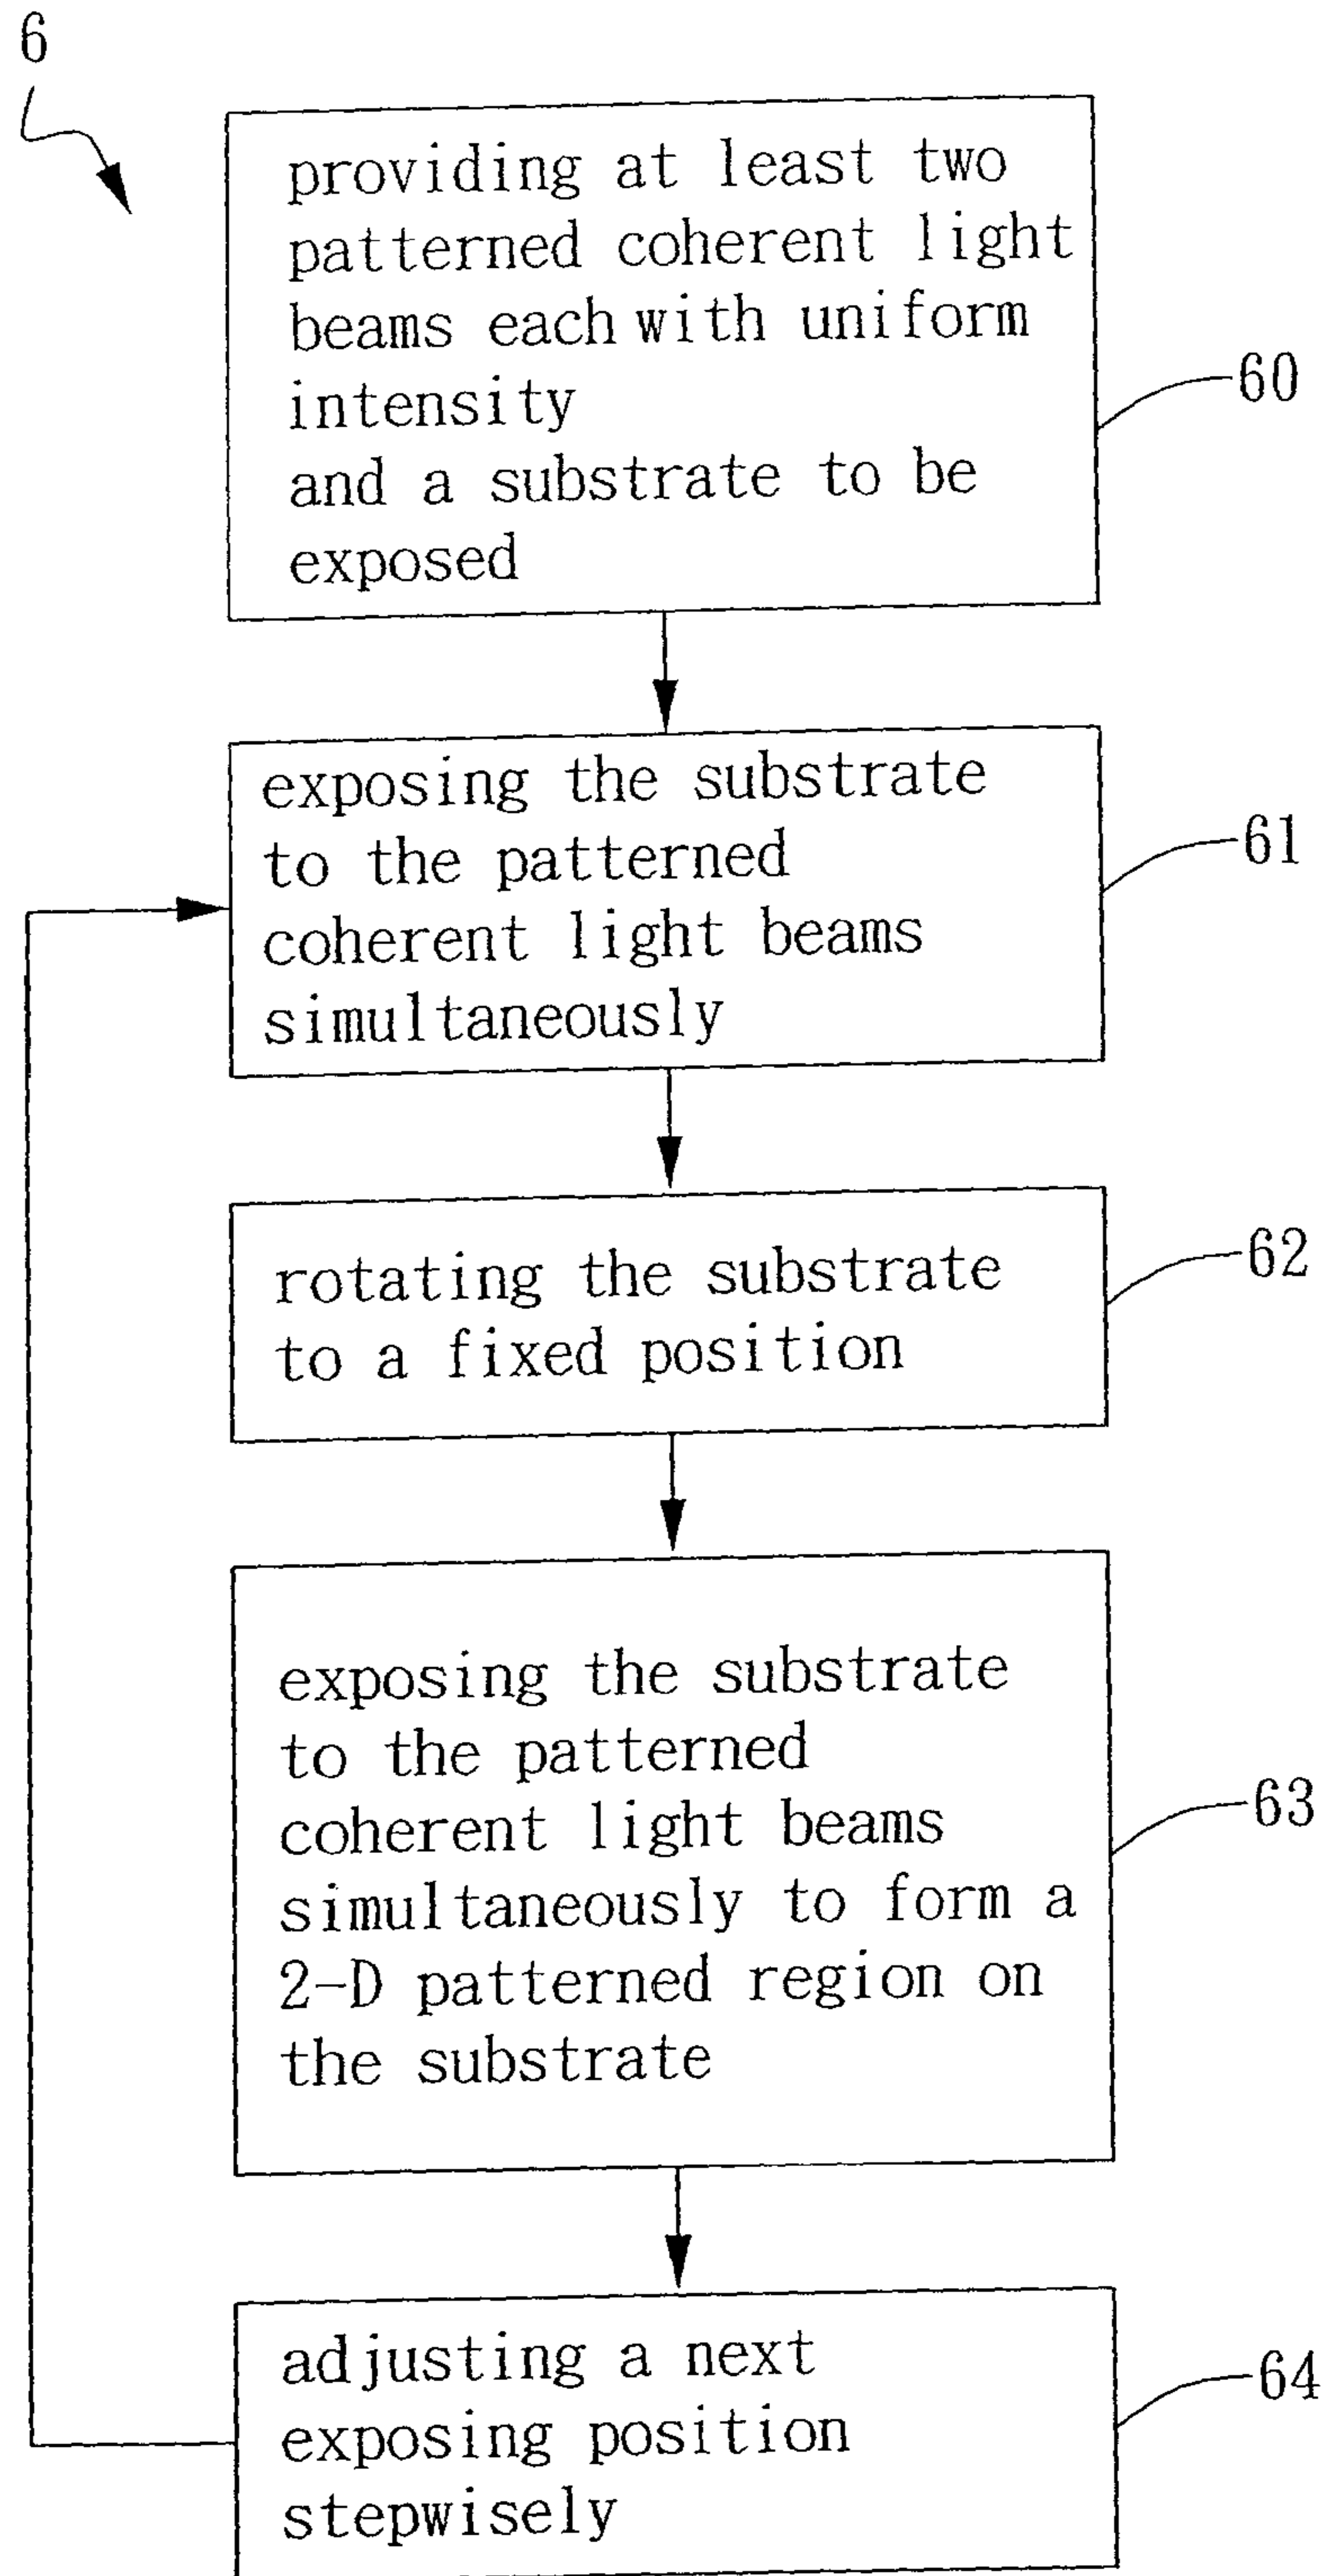 6
providing at least two
patterned coherent light
beams each with uniform
intensity
and a substrate to be
exposed
60
exposing the substrate
to the patterned
coherent light beams
simultaneously
61
rotating the substrate
to a fixed position
62
exposing the substrate
to the patterned
coherent light beams
simultaneously to form a
2-D patterned region on
the substrate
63
adjusting a next
exposing position
stepwisely
64